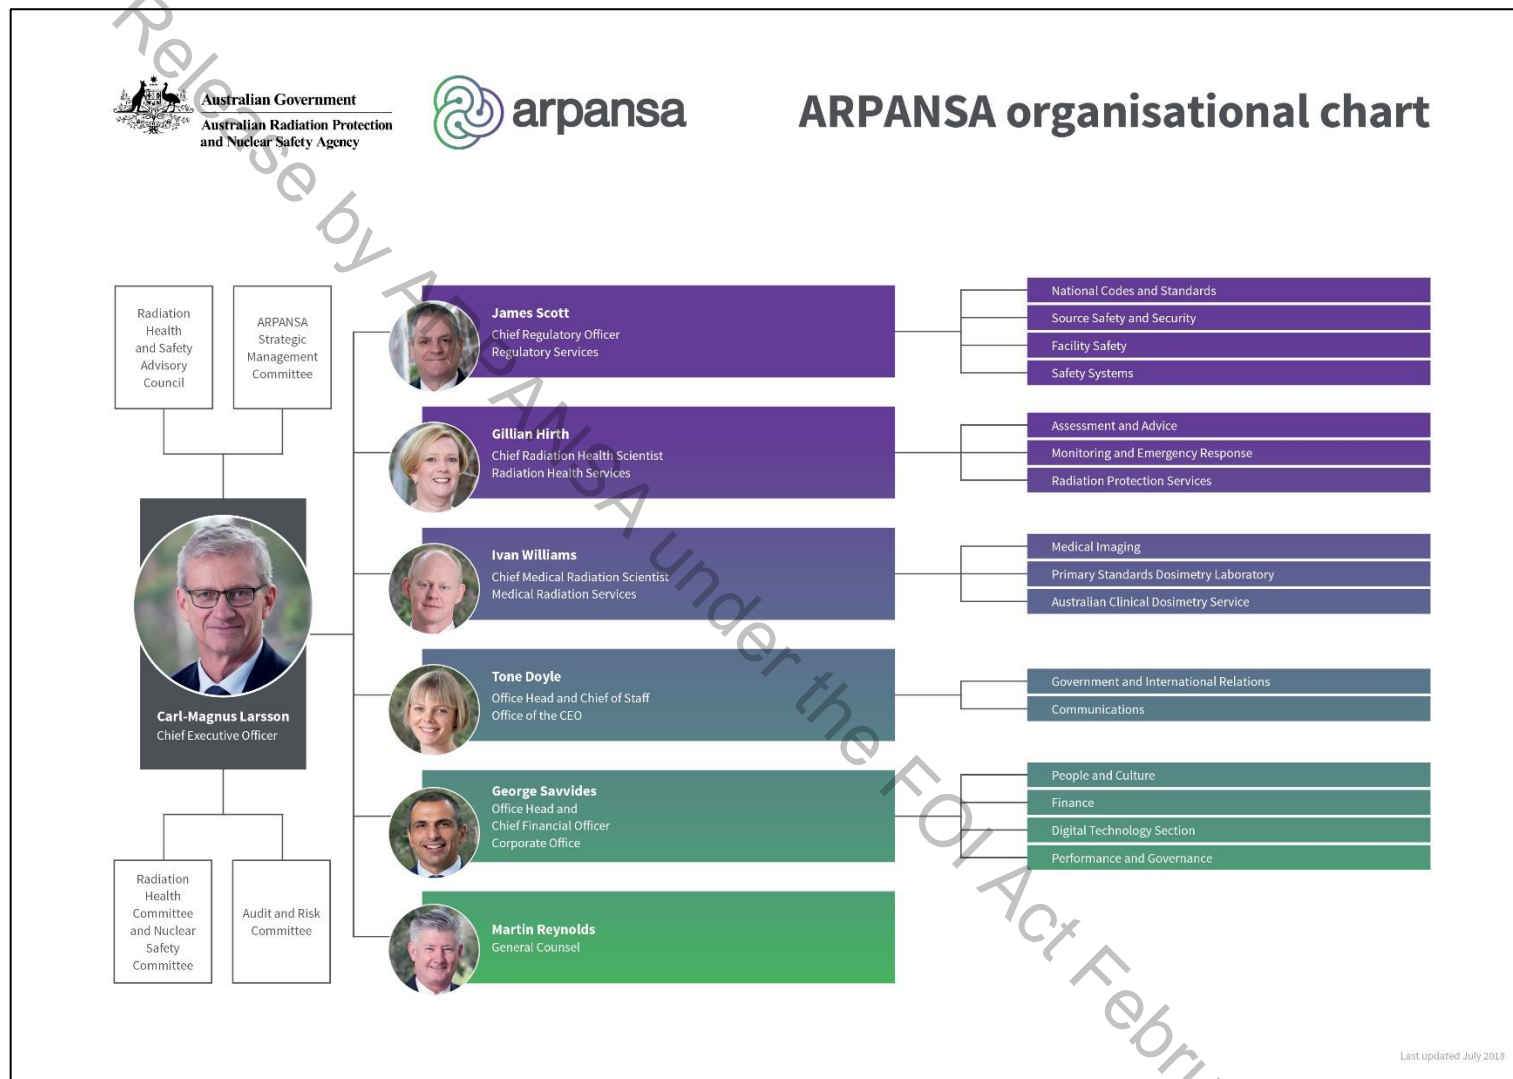 Australian Government
Australian Radiation Protection
and Nuclear Safety Agency
arpansa
ARPANSA organisational chart
Radiation
Health
and Safety
Advisory
Council
ARPANSA
Strategic
Management
Committee
Carl-Magnus Larsson
Chief Executive Officer
Radiation
Health
Committee
and Nuclear
Safety
Committee
Audit and Risk
Committee
James Scott
Chief Regulatory Officer
Regulatory Services
National Codes and Standards
Source Safety and Security
Facility Safety
Safety Systems
Gillian Hirth
Chief Radiation Health Scientist
Radiation Health Services
Assessment and Advice
Monitoring and Emergency Response
Radiation Protection Services
Ivan Williams
Chief Medical Radiation Scientist
Medical Radiation Services
Medical Imaging
Primary Standards Dosimetry Laboratory
Australian Clinical Dosimetry Service
Tone Doyle
Office Head and Chief of Staff
Office of the CEO
Government and International Relations
Communications
George Savvides
Office Head and
Chief Financial Officer
Corporate Office
People and Culture
Finance
Digital Technology Section
Performance and Governance
Martin Reynolds
General Counsel
Last updated July 2018
Release by ARPANSA under the FOI Act Febru